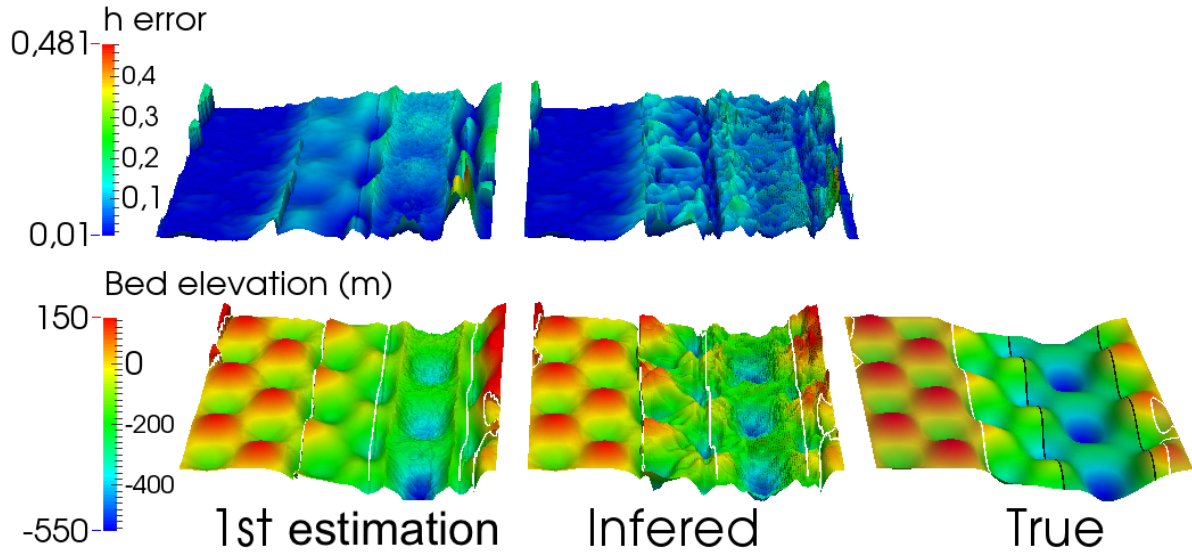 h error
0,481
0,4
0,3
0,2
0,1
0,01
Bed elevation (m)
150
0
-200
-400
-550
1st estimation
Infered
True